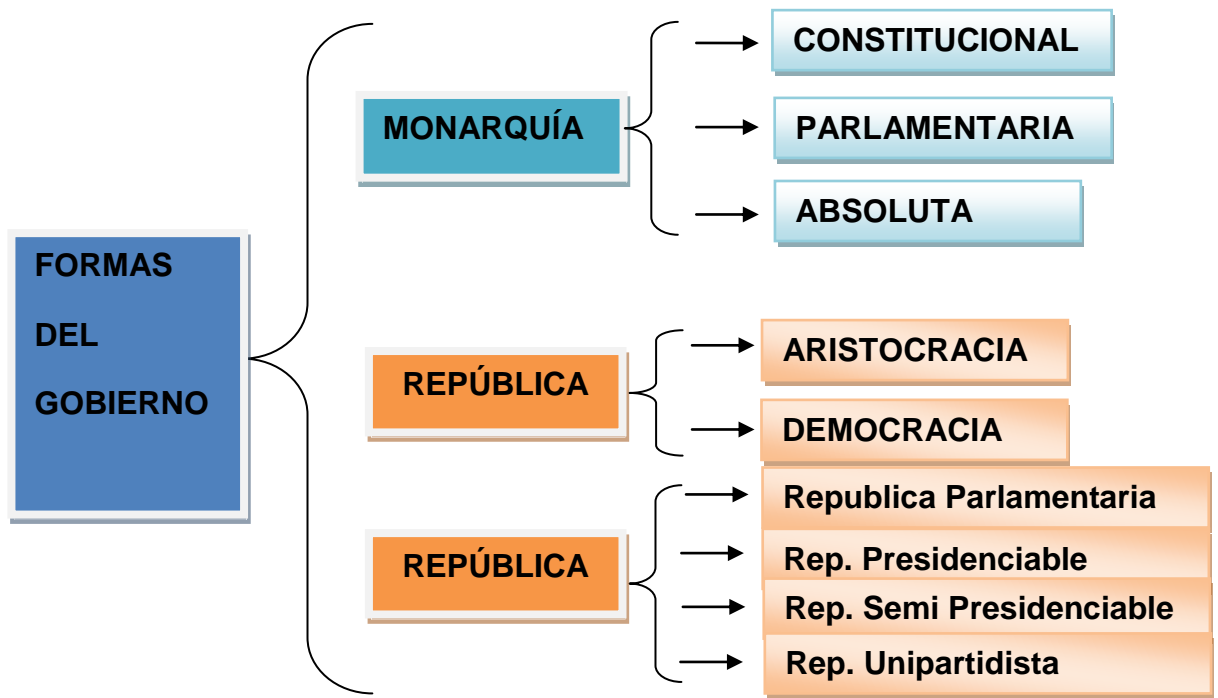 FORMAS
DEL
GOBIERNO
MONARQUÍA
CONSTITUCIONAL
PARLAMENTARIA
ABSOLUTA
REPÚBLICA
ARISTOCRACIA
DEMOCRACIA
REPÚBLICA
Republica Parlamentaria
Rep. Presidenciable
Rep. Semi Presidenciable
Rep. Unipartidista